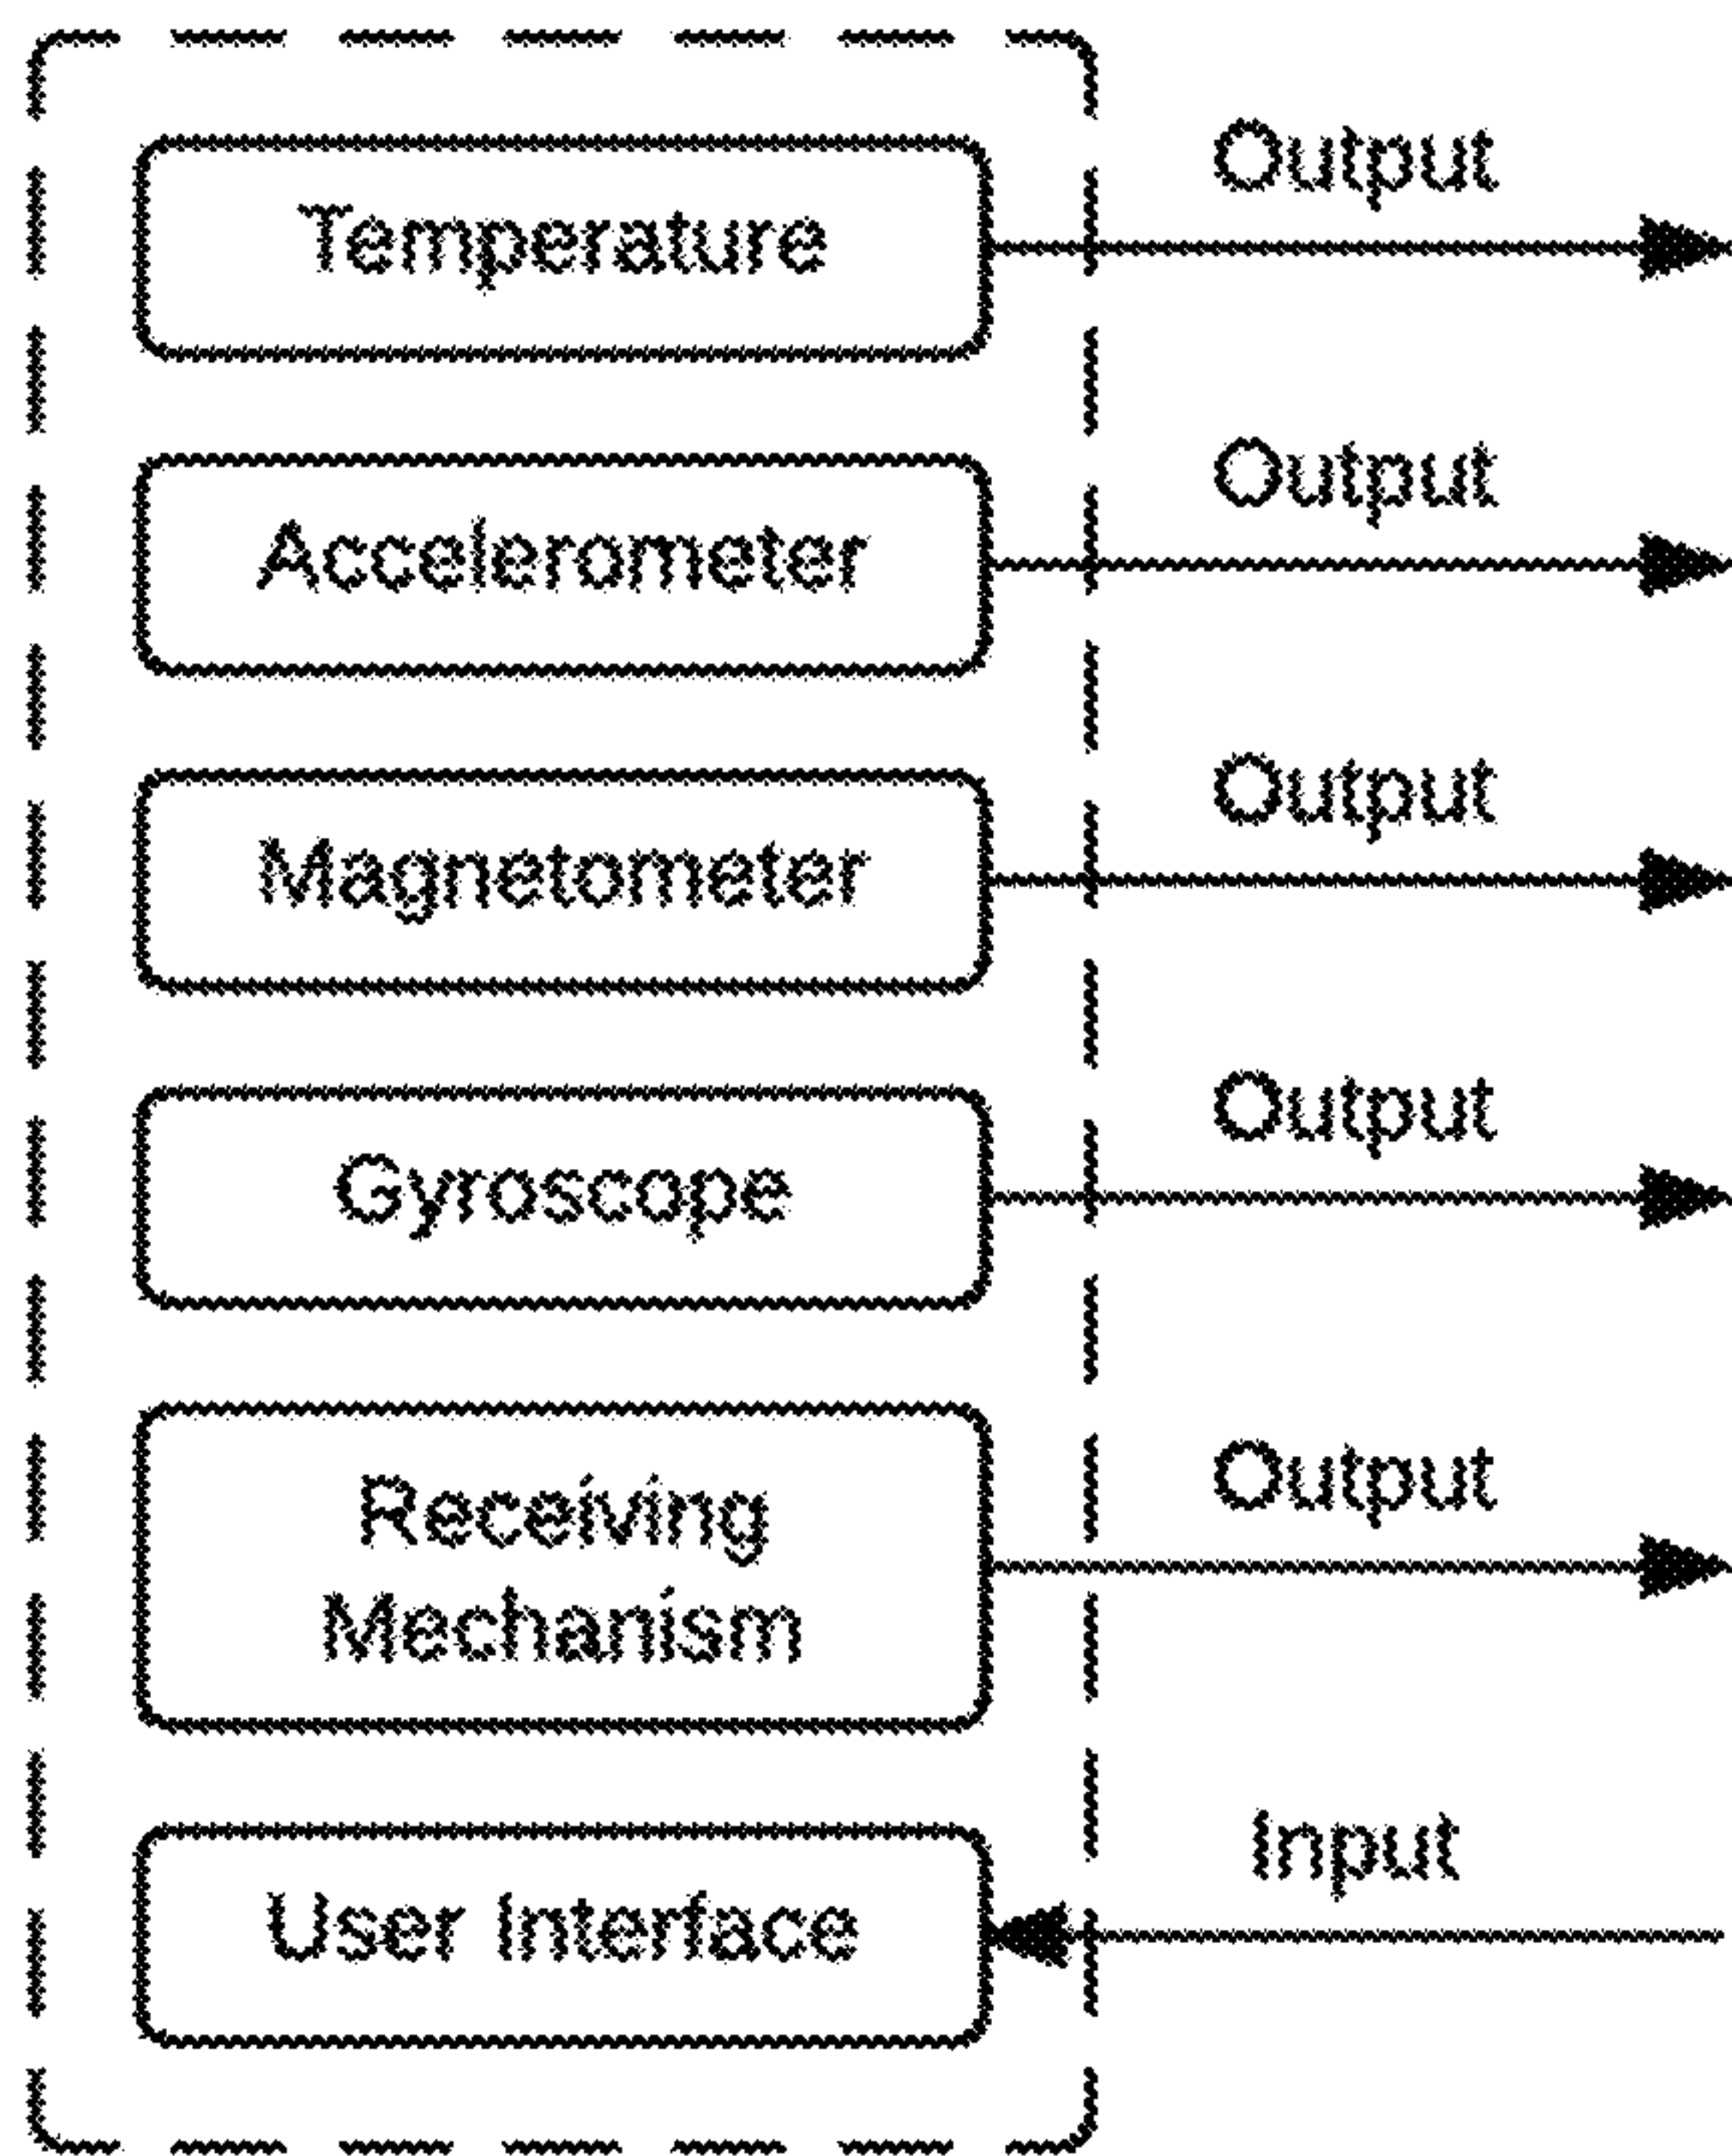 Output
Temperature
Output
Accelerometer
Output
Magnetometer
Output
Gyroscope
Output
Receiving
Mechanism
Input
User Interface